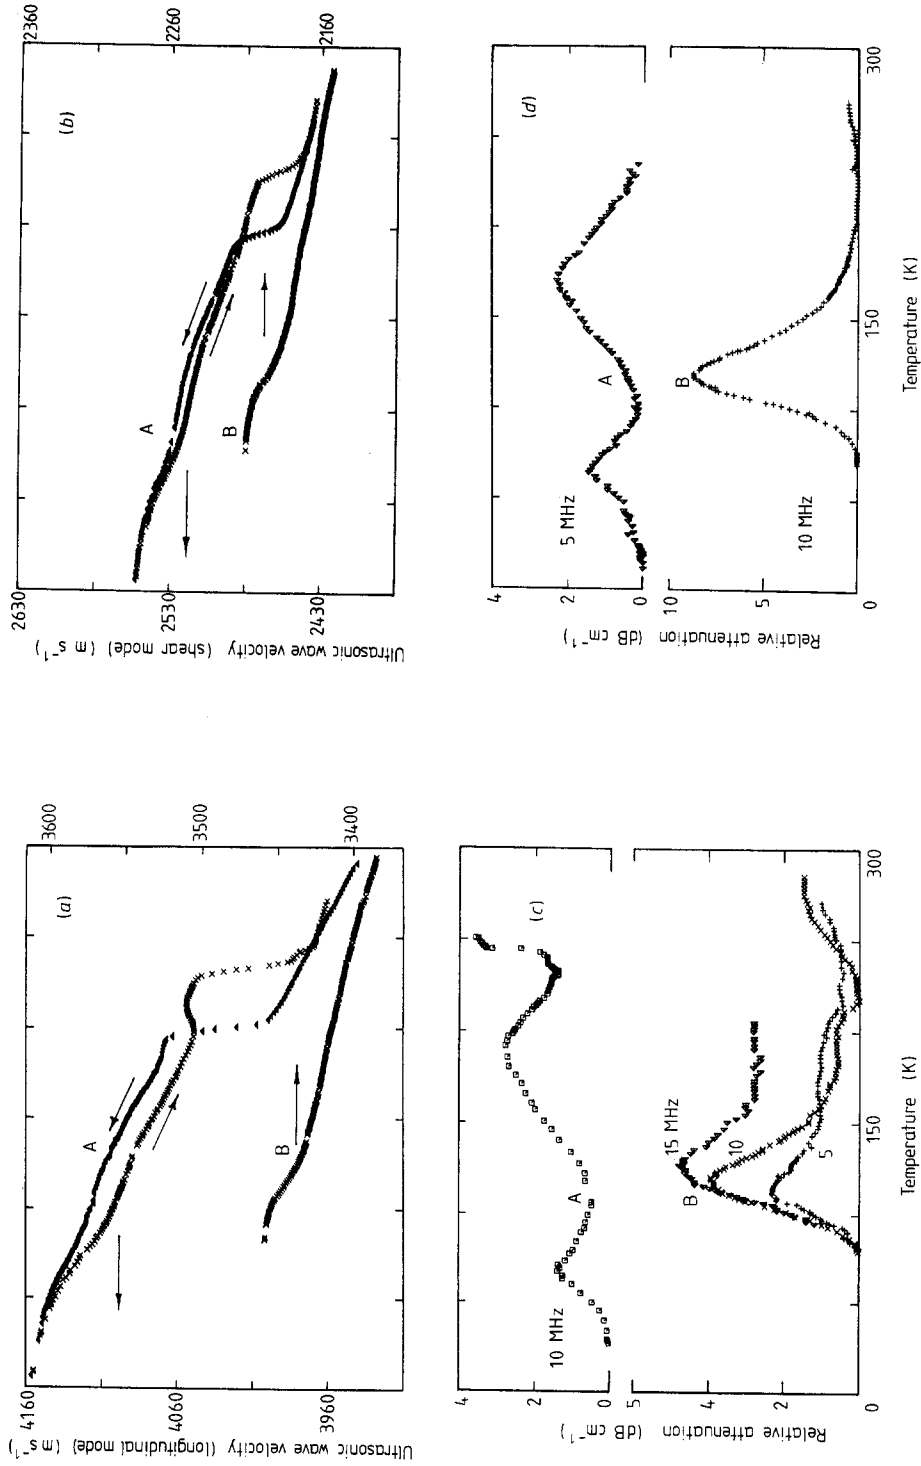 (a)
4160
4060
3960
Ultrasonic wave velocity (longitudinal mode) (m s⁻¹)
3600
3500
3400
A
B
(b)
2630
2530
2430
Ultrasonic wave velocity (shear mode) (m s⁻¹)
2360
2260
2160
A
B
(c)
4
2
0
5
4
2
0
Relative attenuation (dB cm⁻¹)
10 MHz
A
15 MHz
10
5
B
150
300
Temperature (K)
(d)
4
2
0
10
5
0
Relative attenuation (dB cm⁻¹)
5 MHz
A
10 MHz
B
150
300
Temperature (K)